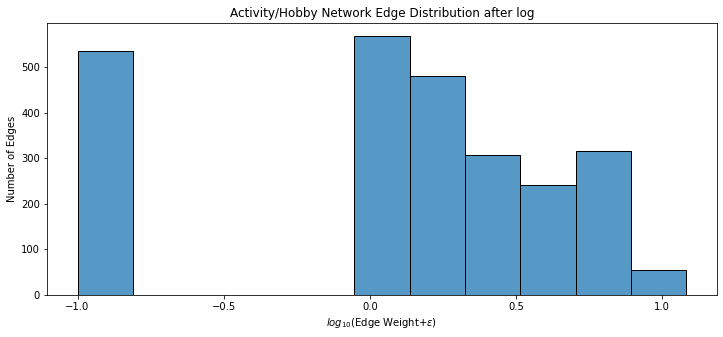 Activity/Hobby Network Edge Distribution after log
Number of Edges
500
400
300
200
100
0
−1.0 −0.5 0.0 0.5 1.0
log₁₀(Edge Weight+ε)